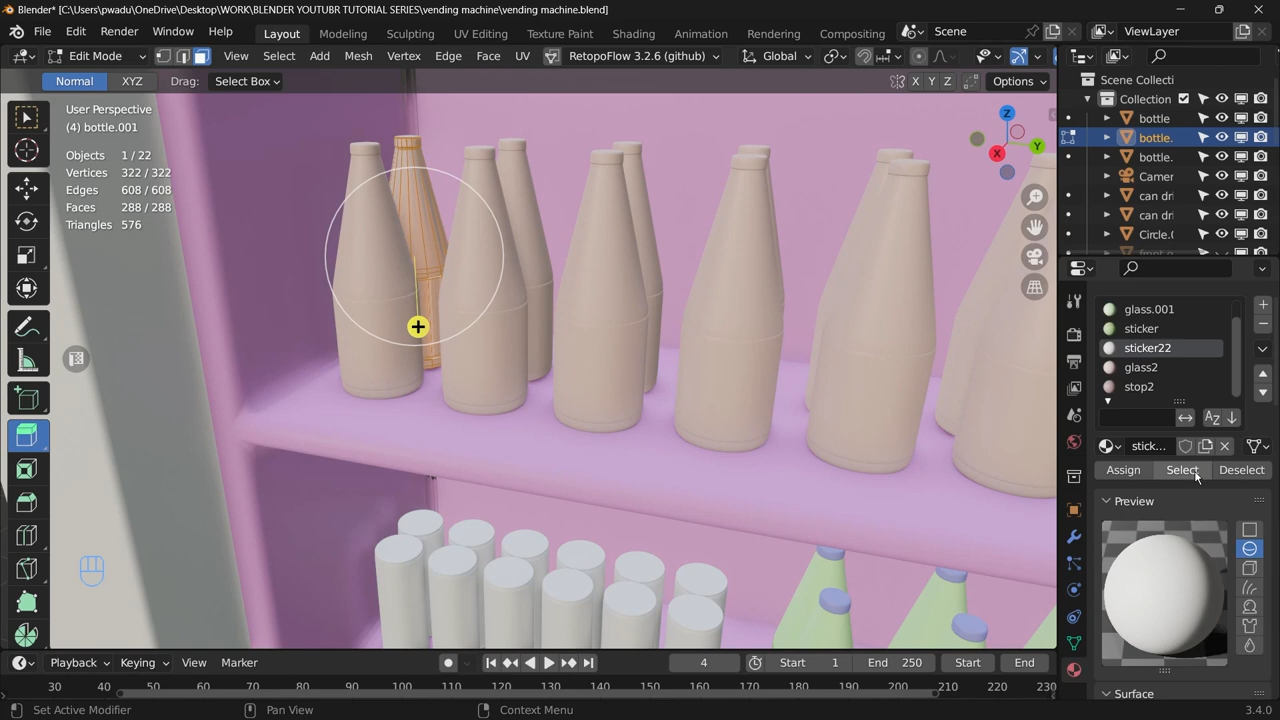 Blender* [C:\Users\pwadu\OneDrive\Desktop\WORK\BLENDER YOUTUBR TUTORIAL SERIES\vending machine\vending machine.blend]
File Edit Render Window Help Layout Modeling Sculpting UV Editing Texture Paint Shading Animation Rendering Compositing Scene ViewLayer
Edit Mode View Select Add Mesh Vertex Edge Face UV RetopoFlow 3.2.6 (github) Global
Normal XYZ Drag: Select Box X Y Z Options
User Perspective
(4) bottle.001
Objects 1 / 22
Vertices 322 / 322
Edges 608 / 608
Faces 288 / 288
Triangles 576
Z
Y
X
Scene Collecti
Collection
bottle
bottle.
bottle.
Camer
can dri
can dri
Circle.(
glass.001
sticker
sticker22
glass2
stop2
stick...
Assign Select Deselect
Preview
Surface
Playback Keying View Marker 4 Start 1 End 250 Start End
30 40 50 60 70 80 90 100 110 120 130 140 150 160 170 180 190 200 210 220 230
Set Active Modifier Pan View Context Menu 3.4.0